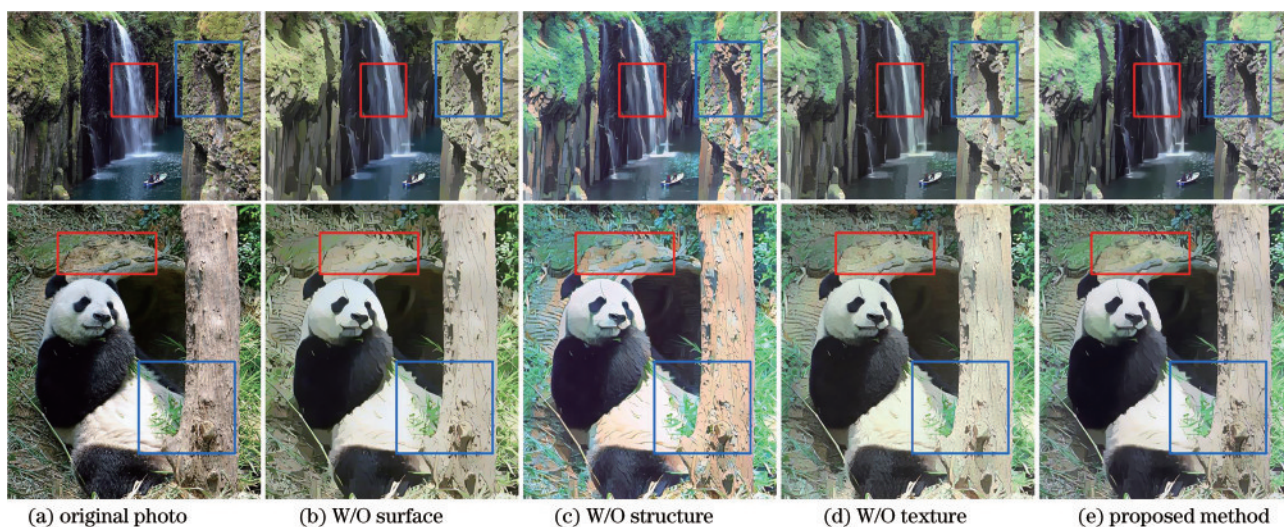 (a) original photo
(b) W/O surface
(c) W/O structure
(d) W/O texture
(e) proposed method